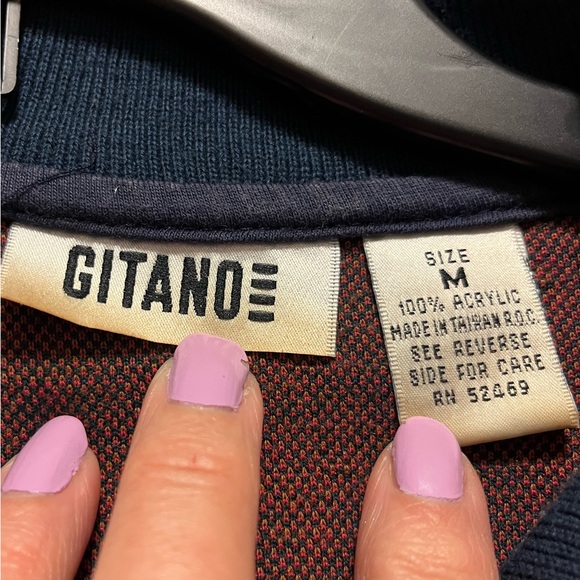 GITANO
SIZE
M
100% ACRYLIC
MADE IN TAIWAN R.O.C.
SEE REVERSE
SIDE FOR CARE
RN 52469